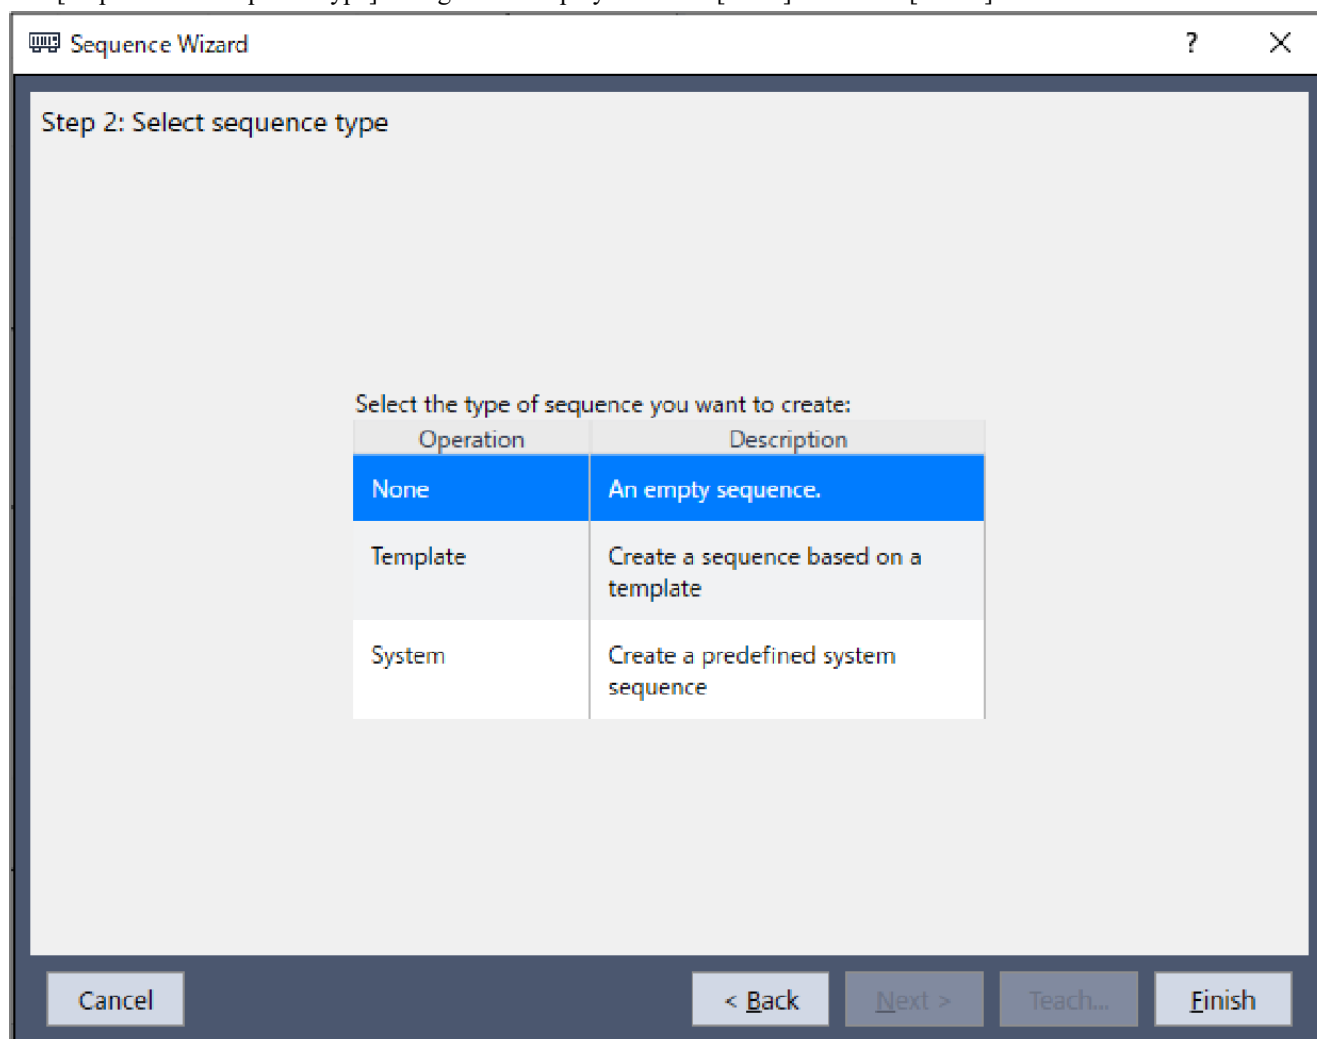 Sequence Wizard
?
Step 2: Select sequence type
Select the type of sequence you want to create:
Operation Description
None An empty sequence.
Template Create a sequence based on a
template
System Create a predefined system
sequence
Cancel < Back Next > Teach... Finish